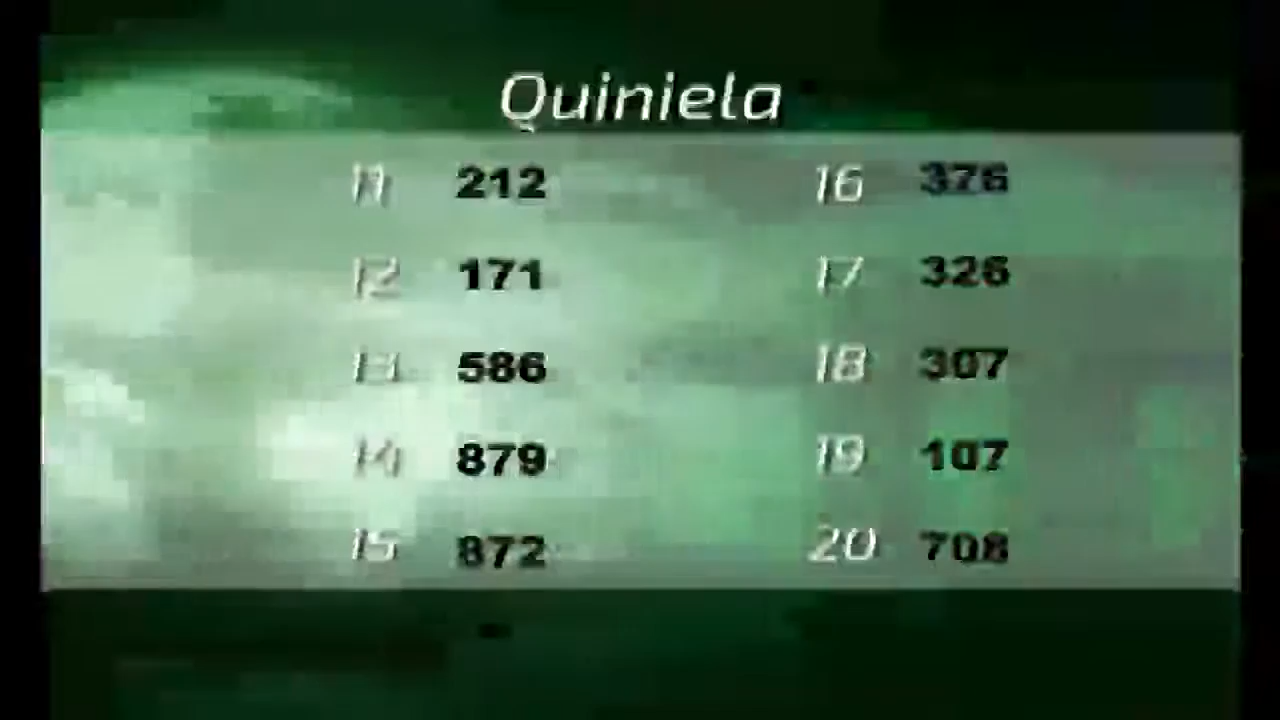 Quiniela
11 212 16 376
12 171 17 326
13 586 18 307
14 879 19 107
15 872 20 708